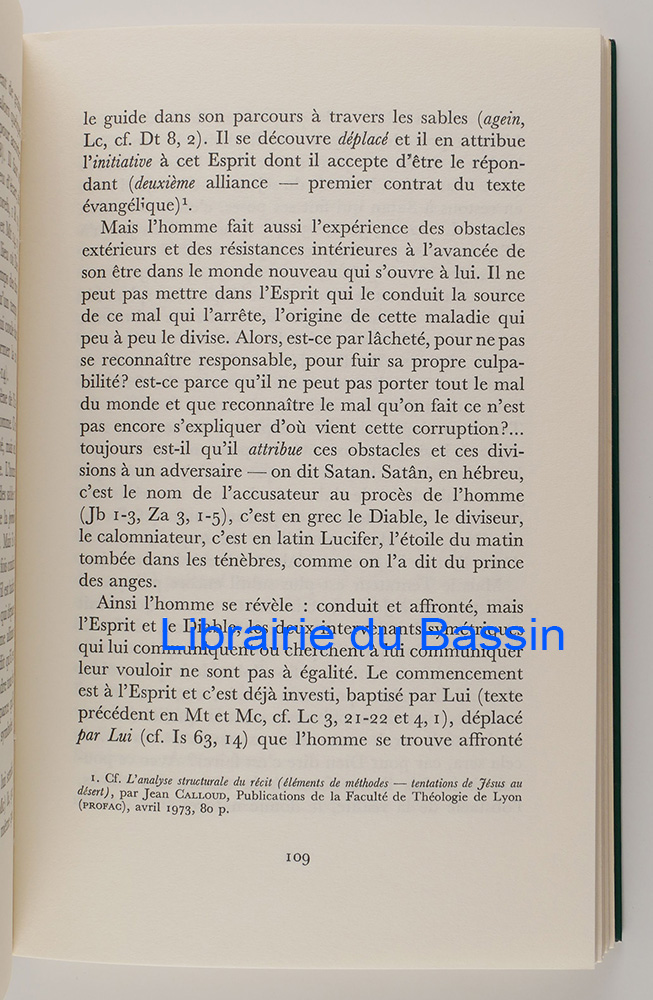 le guide dans son parcours à travers les sables (agein,
Lc, cf. Dt 8, 2). Il se découvre déplacé et il en attribue
l'initiative à cet Esprit dont il accepte d'être le répon-
dant (deuxième alliance — premier contrat du texte
évangélique)¹.
Mais l'homme fait aussi l'expérience des obstacles
extérieurs et des résistances intérieures à l'avancée de
son être dans le monde nouveau qui s'ouvre à lui. Il ne
peut pas mettre dans l'Esprit qui le conduit la source
de ce mal qui l'arrête, l'origine de cette maladie qui
peu à peu le divise. Alors, est-ce par lâcheté, pour ne pas
se reconnaître responsable, pour fuir sa propre culpa-
bilité? est-ce parce qu'il ne peut pas porter tout le mal
du monde et que reconnaître le mal qu'on fait ce n'est
pas encore s'expliquer d'où vient cette corruption?...
toujours est-il qu'il attribue ces obstacles et ces divi-
sions à un adversaire — on dit Satan. Satân, en hébreu,
c'est le nom de l'accusateur au procès de l'homme
(Jb 1-3, Za 3, 1-5), c'est en grec le Diable, le diviseur,
le calomniateur, c'est en latin Lucifer, l'étoile du matin
tombée dans les ténèbres, comme on l'a dit du prince
des anges.
Ainsi l'homme se révèle : conduit et affronté, mais
l'Esprit et le Diable, les deux intervenants symétriques
Librairie du Bassin
qui lui communiquent ou cherchent à lui communiquer
leur vouloir ne sont pas à égalité. Le commencement
est à l'Esprit et c'est déjà investi, baptisé par Lui (texte
précédent en Mt et Mc, cf. Lc 3, 21-22 et 4, 1), déplacé
par Lui (cf. Is 63, 14) que l'homme se trouve affronté
1. Cf. L'analyse structurale du récit (éléments de méthodes — tentations de Jésus au
désert), par Jean CALLOUD, Publications de la Faculté de Théologie de Lyon
(PROFAC), avril 1973, 80 p.
109